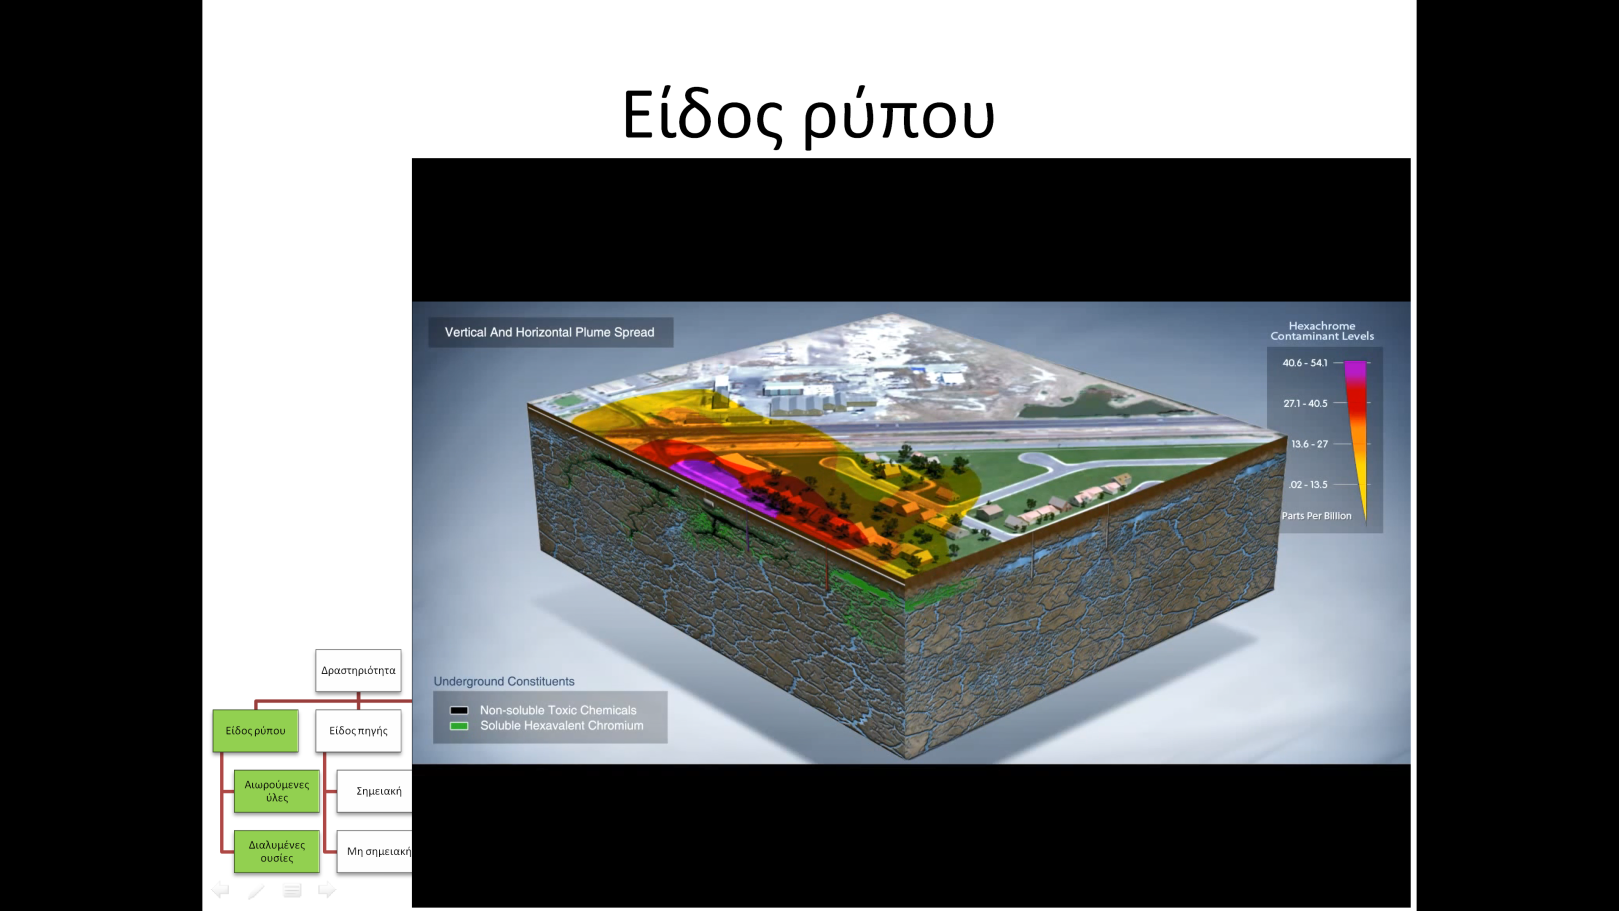 Είδος ρύπου
Vertical And Horizontal Plume Spread
Hexachrome
Contaminant Levels
40.6 - 54.1
27.1 - 40.5
13.6 - 27
.02 - 13.5
Parts Per Billion
Underground Constituents
Non-soluble Toxic Chemicals
Soluble Hexavalent Chromium
Δραστηριότητα
Είδος ρύπου
Είδος πηγής
Αιωρούμενες
ύλες
Σημειακή
Διαλυμένες
ουσίες
Μη σημειακή